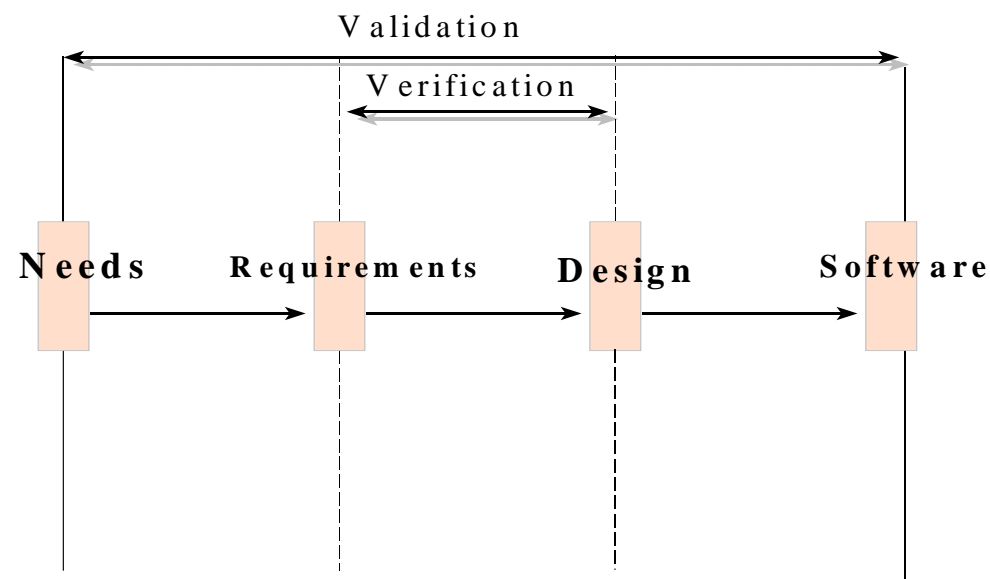 Validation
Verification
Needs
Requirements
Design
Software